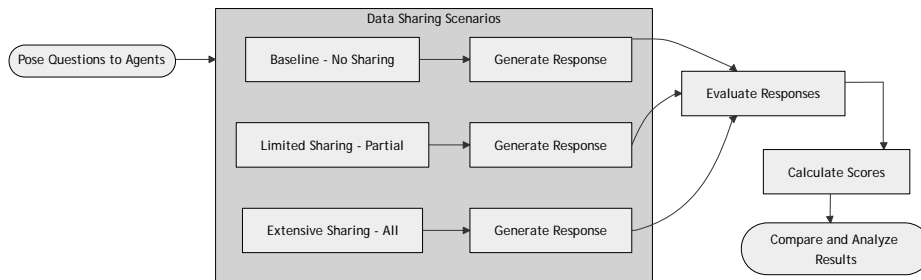 Data Sharing Scenarios
Pose Questions to Agents
Baseline - No Sharing
Generate Response
Evaluate Responses
Limited Sharing - Partial
Generate Response
Calculate Scores
Extensive Sharing - All
Generate Response
Compare and Analyze
Results